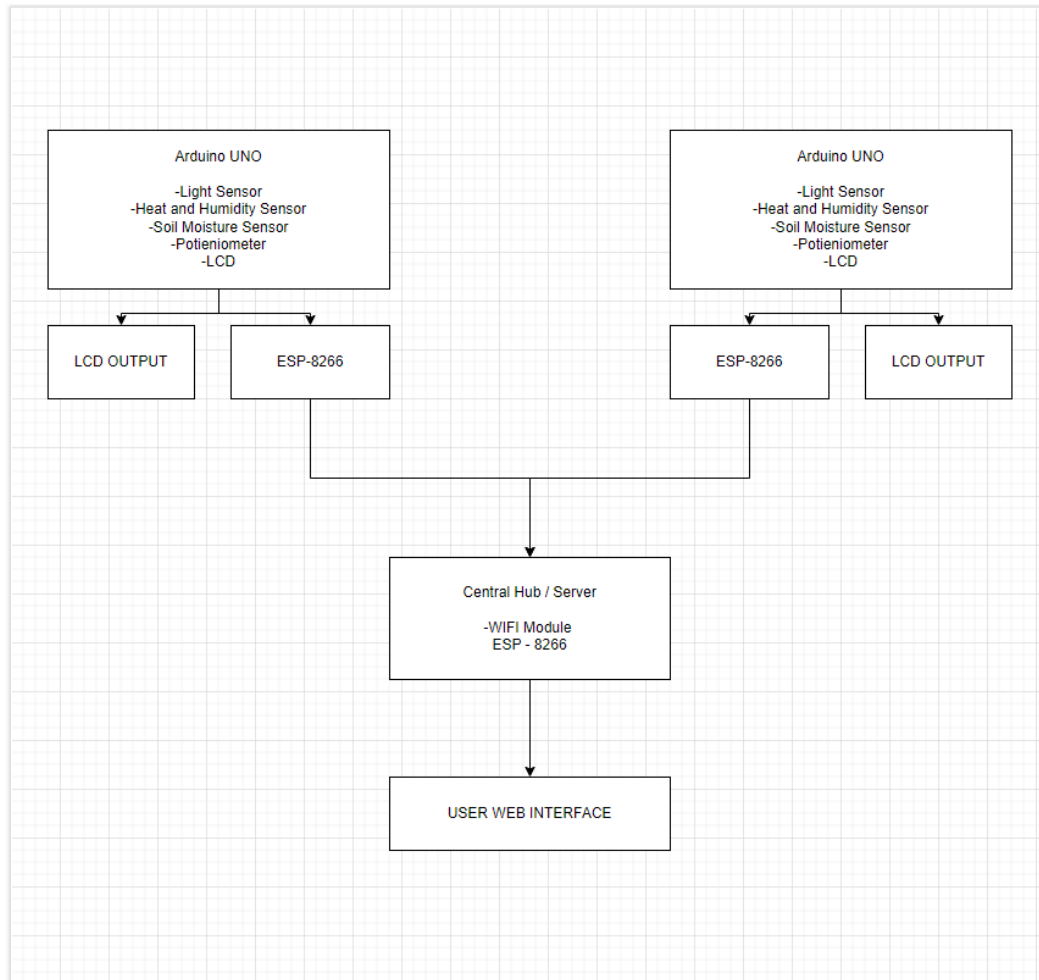 Arduino UNO
-Light Sensor
-Heat and Humidity Sensor
-Soil Moisture Sensor
-Potieniometer
-LCD
Arduino UNO
-Light Sensor
-Heat and Humidity Sensor
-Soil Moisture Sensor
-Potieniometer
-LCD
LCD OUTPUT
ESP-8266
ESP-8266
LCD OUTPUT
Central Hub / Server
-WIFI Module
ESP - 8266
USER WEB INTERFACE